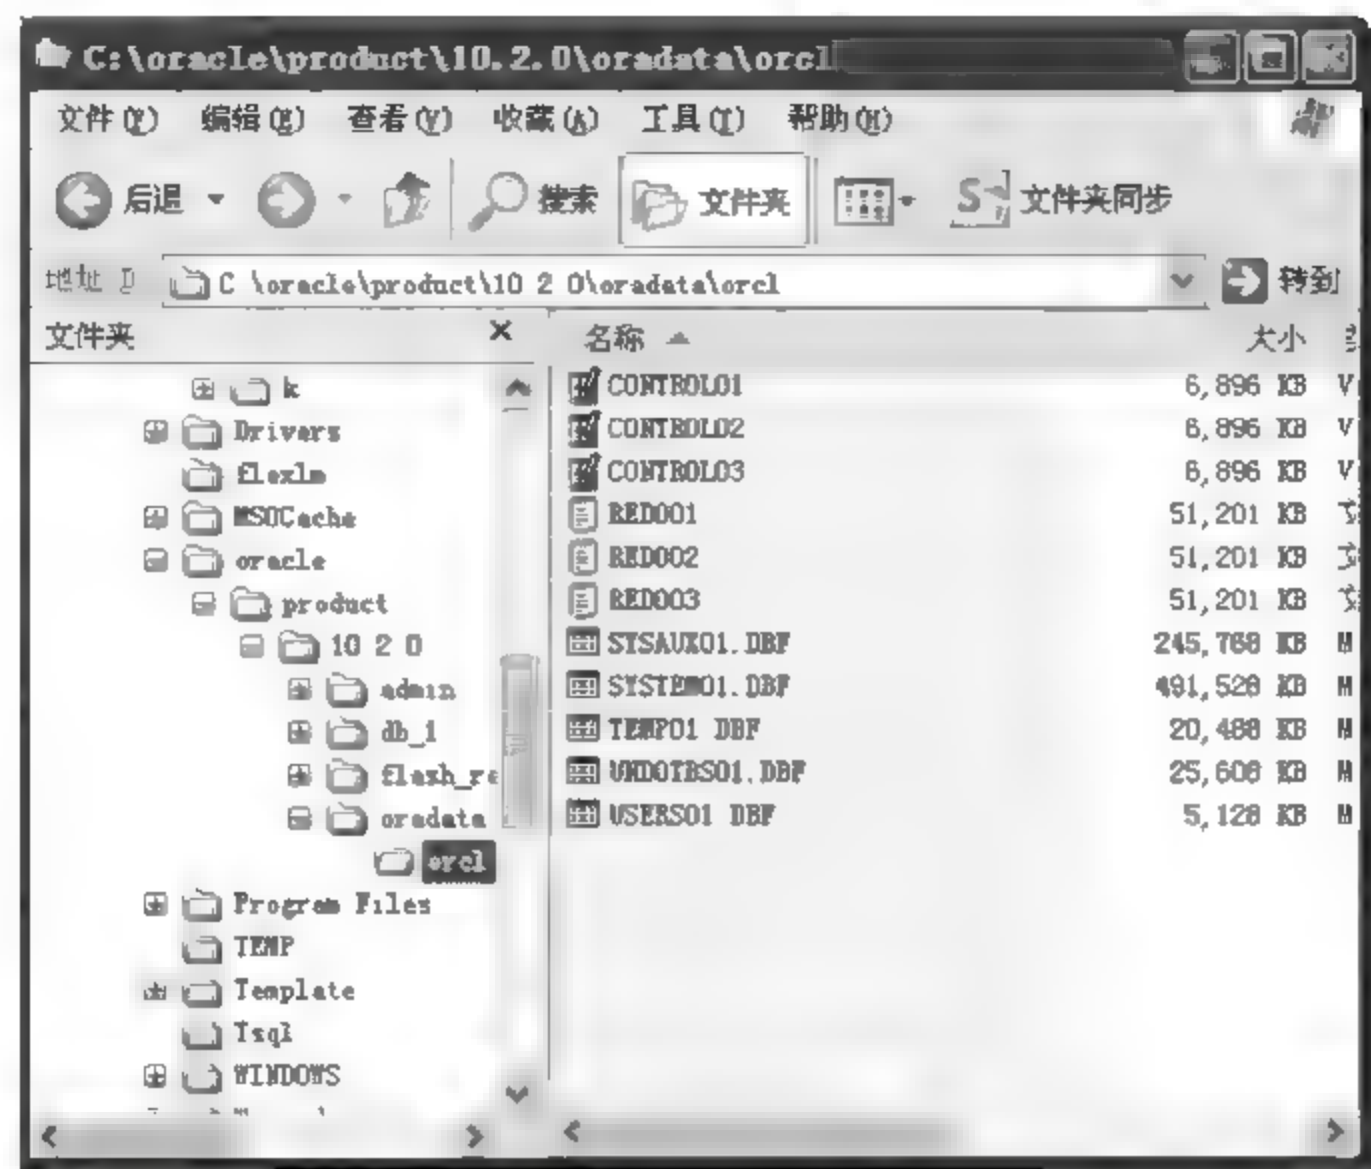 C:\oracle\product\10.2.0\oradata\orcl
文件(F) 编辑(E) 查看(V) 收藏(A) 工具(T) 帮助(H)
后退 搜索 文件夹 文件夹同步
地址 D C \oracle\product\10 2 0\oradata\orcl 转到
文件夹
k
Drivers
flexlm
MSOCache
oracle
product
10 2 0
admin
db_1
flash_re
oradata
orcl
Program Files
TEMP
Template
Tsql
WINDOWS
名称 大小
CONTROL01 6,896 KB V
CONTROL02 6,896 KB V
CONTROL03 6,896 KB V
REDO01 51,201 KB
REDO02 51,201 KB
REDO03 51,201 KB
SYSAUX01.DBF 245,768 KB M
SYSTEM01.DBF 491,528 KB M
TEMP01 DBF 20,488 KB M
UNDOTBS01.DBF 25,608 KB M
USERS01 DBF 5,128 KB M